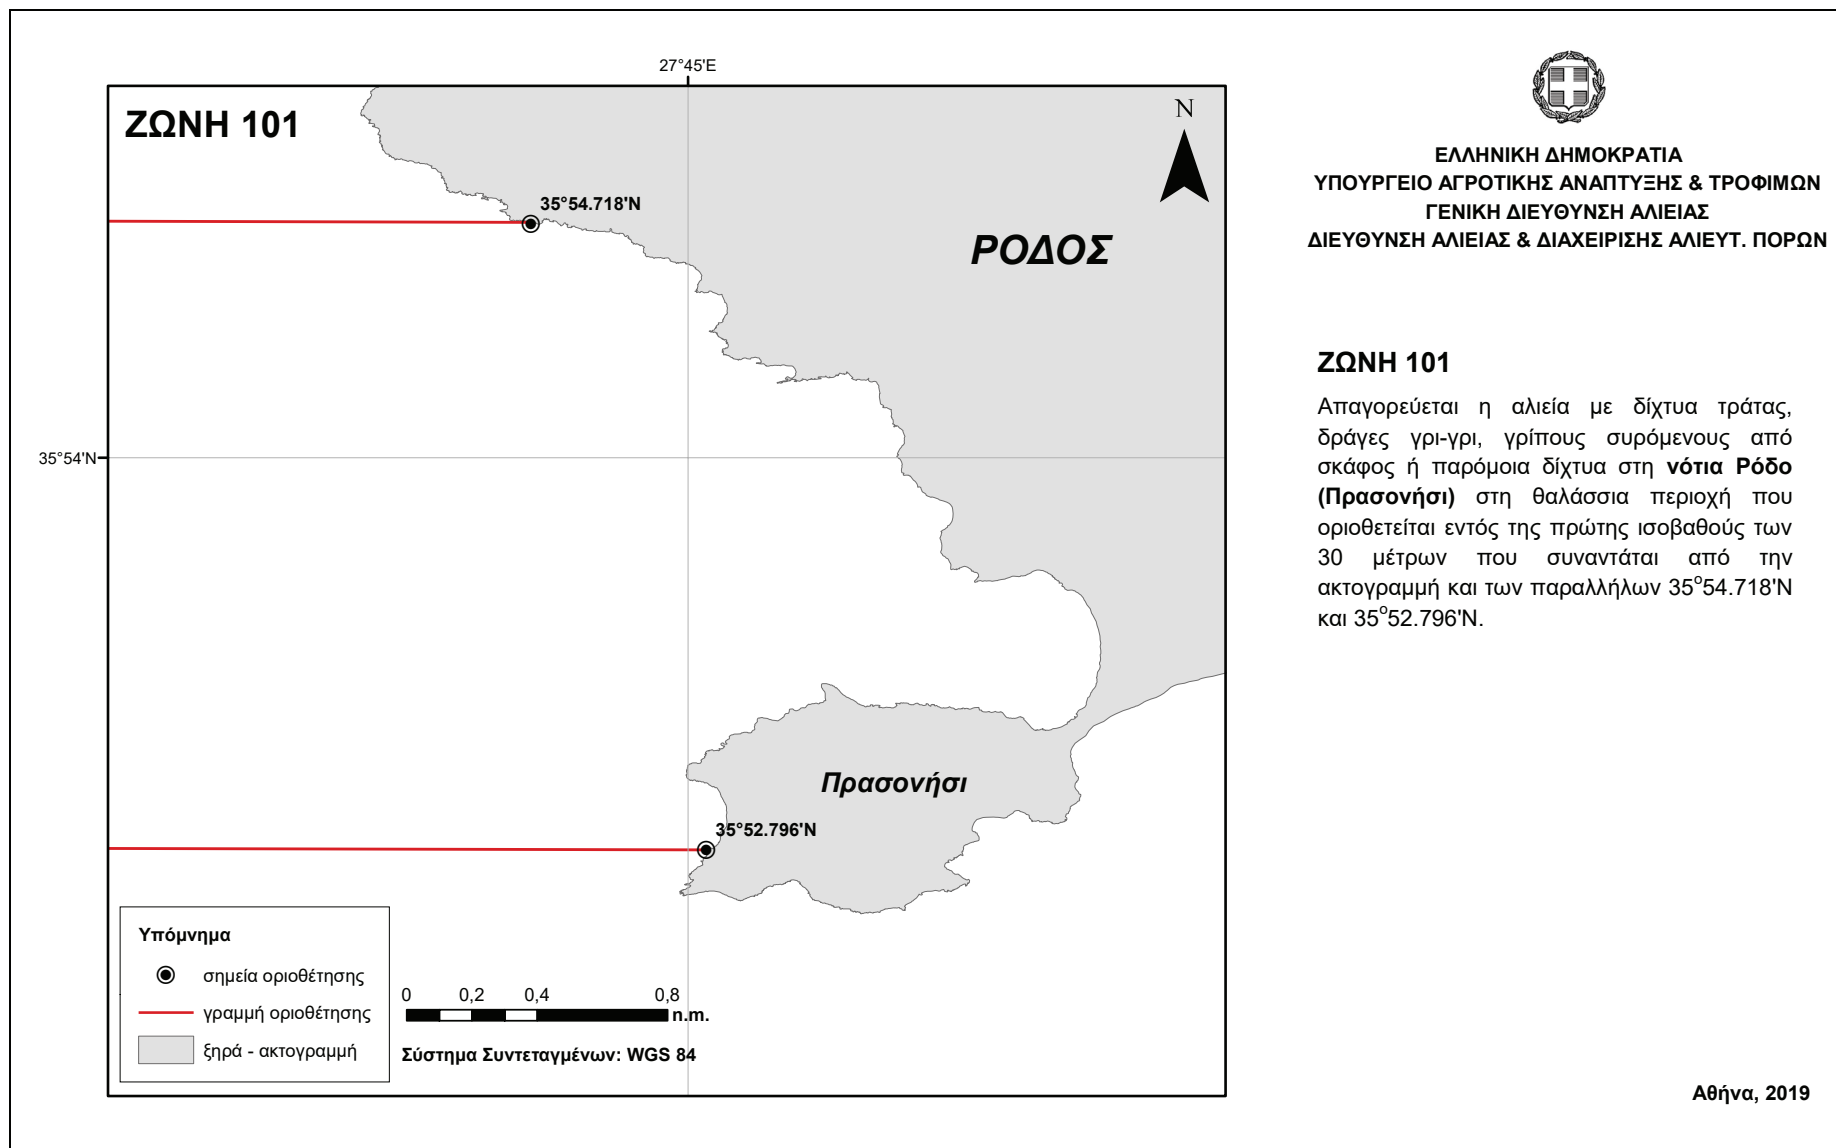 27°45'E
ΖΩΝΗ 101
N
35°54.718'N
ΡΟΔΟΣ
35°54'N
Πρασονήσι
35°52.796'N
Υπόμνημα
σημεία οριοθέτησης
γραμμή οριοθέτησης
ξηρά - ακτογραμμή
0 0,2 0,4 0,8
n.m.
Σύστημα Συντεταγμένων: WGS 84
ΕΛΛΗΝΙΚΗ ΔΗΜΟΚΡΑΤΙΑ
ΥΠΟΥΡΓΕΙΟ ΑΓΡΟΤΙΚΗΣ ΑΝΑΠΤΥΞΗΣ & ΤΡΟΦΙΜΩΝ
ΓΕΝΙΚΗ ΔΙΕΥΘΥΝΣΗ ΑΛΙΕΙΑΣ
ΔΙΕΥΘΥΝΣΗ ΑΛΙΕΙΑΣ & ΔΙΑΧΕΙΡΙΣΗΣ ΑΛΙΕΥΤ. ΠΟΡΩΝ
ΖΩΝΗ 101
Απαγορεύεται η αλιεία με δίχτυα τράτας,
δράγες γρι-γρι, γρίπους συρόμενους από
σκάφος ή παρόμοια δίχτυα στη νότια Ρόδο
(Πρασονήσι) στη θαλάσσια περιοχή που
οριοθετείται εντός της πρώτης ισοβαθούς των
30 μέτρων που συναντάται από την
ακτογραμμή και των παραλλήλων 35°54.718'N
και 35°52.796'N.
Αθήνα, 2019